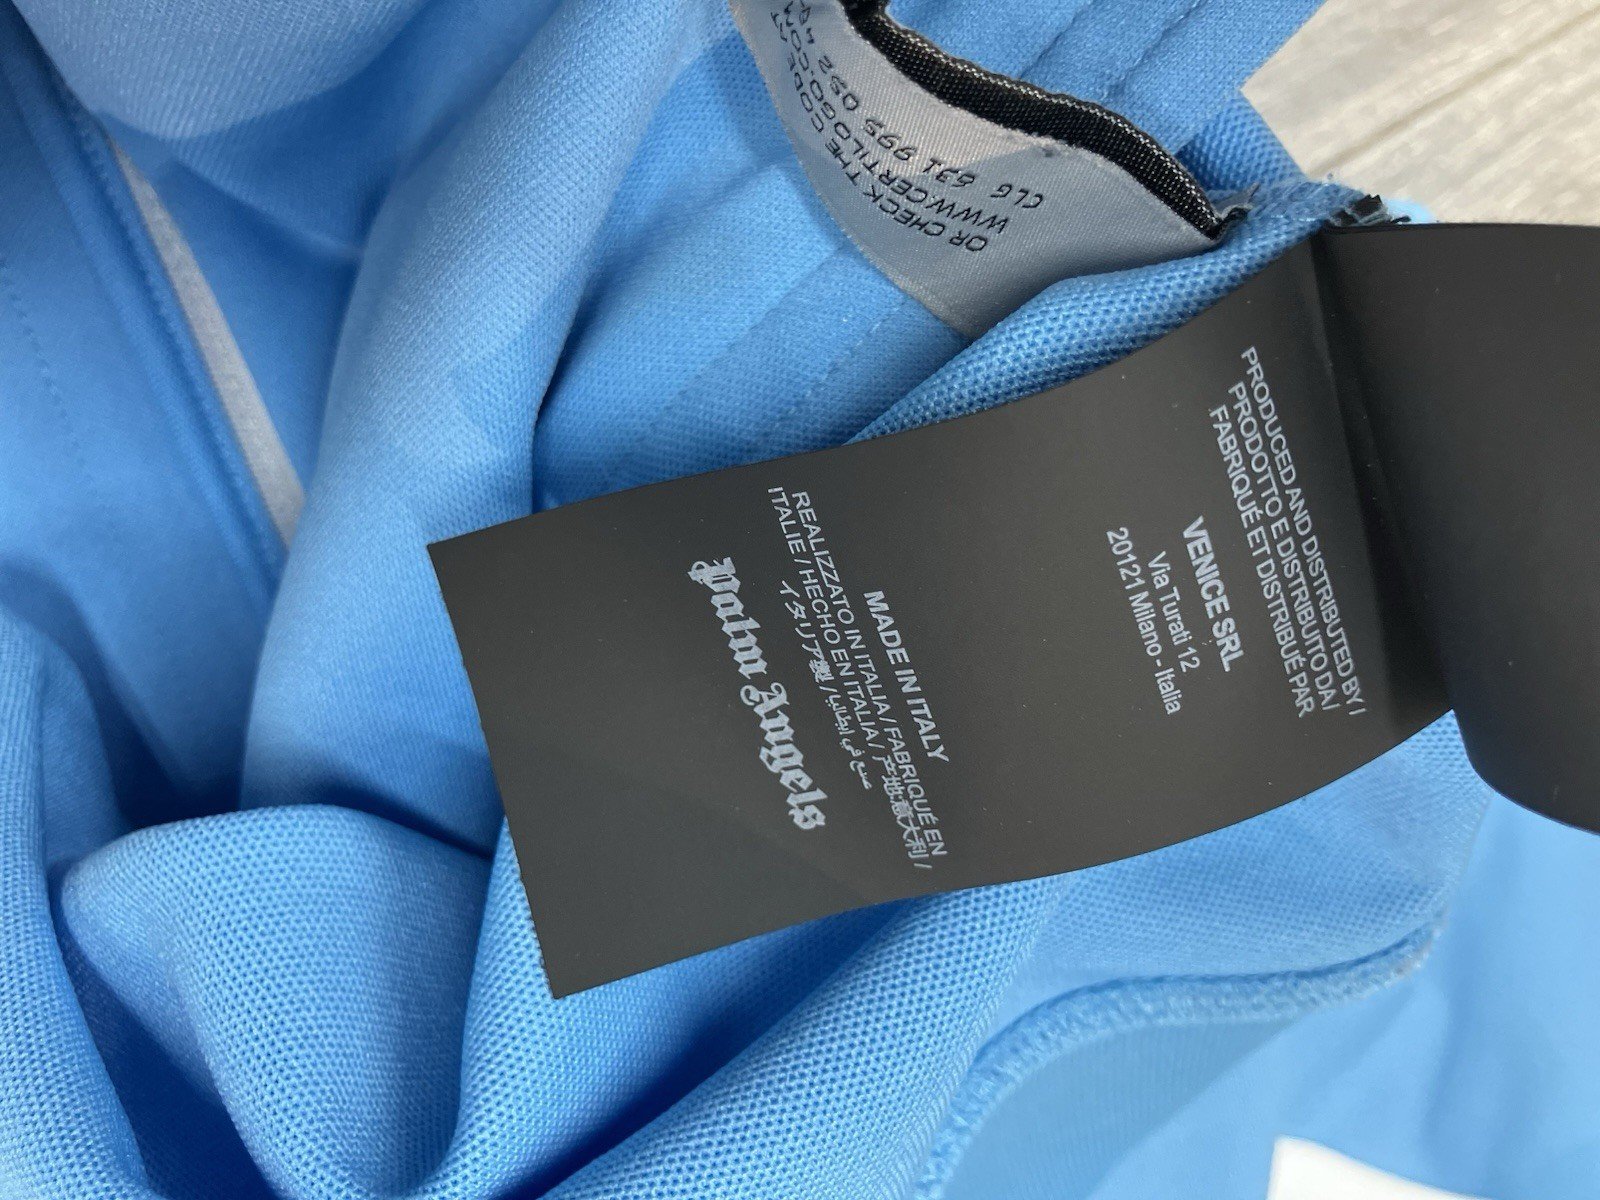 OR CHECK THE CODE
WWW.CERTILOGO.COM
CLG 631 995 092
PRODUCED AND DISTRIBUTED BY /
PRODOTTO E DISTRIBUTO DA /
FABRIQUÉ ET DISTRIBUÉ PAR
VENICE SRL
Via Turati 12
20121 Milano - Italia
MADE IN ITALY
REALIZZATO IN ITALIA / FABRIQUÉ EN
ITALIE / HECHO EN ITALIA / 产地:意大利 /
イタリア製 / صنع في إيطاليا
Palm Angels